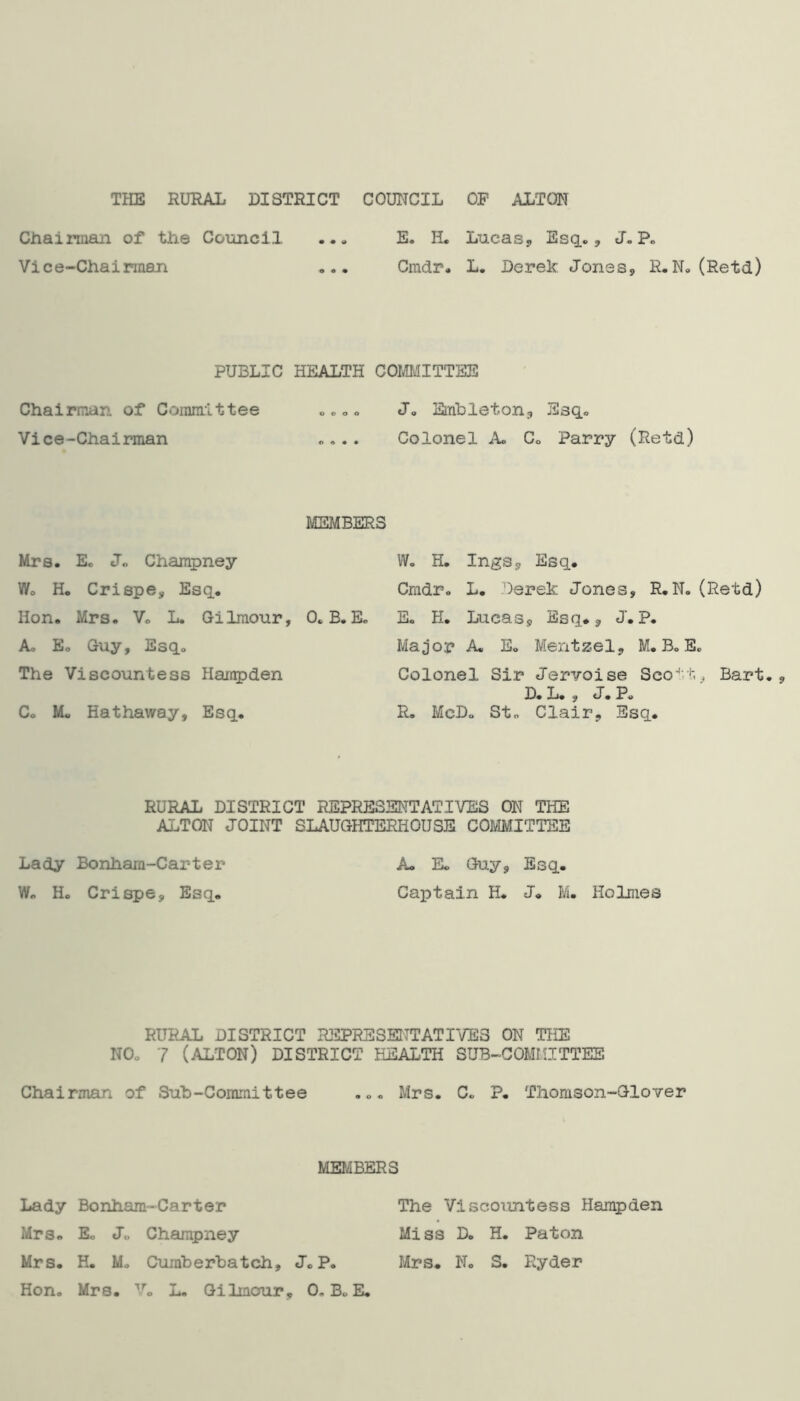 THE RURAL DISTRICT COUNCIL OF ALTON
Chairman of the Council ... E. H. Lucas, Esq., J.P.
Vice-Chairman ... Cmdr. L. Derek Jones, R.N. (Retd)
PUBLIC HEALTH COMMITTEE
Chairman of Committee .... J. Embleton, Esq.
Vice-Chairman .... Colonel A. C. Parry (Retd)
MEMBERS
Mrs. E. J. Champney W. H. Ings, Esq.
W. H. Crispe, Esq. Cmdr. L. Derek Jones, R.N. (Retd)
Hon. Mrs. V. L. Gilmour, O.B.E. E. H. Lucas, Esq., J.P.
A. E. Guy, Esq. Major A. E. Mentzel, M.B.E.
The Viscountess Hampden Colonel Sir Jervoise Scott, Bart.,
D.L., J.P.
C. M. Hathaway, Esq. R. McD. St. Clair, Esq.
RURAL DISTRICT REPRESENTATIVES ON THE
ALTON JOINT SLAUGHTERHOUSE COMMITTEE
Lady Bonham-Carter A. E. Guy, Esq.
W. H. Crispe, Esq. Captain H. J. M. Holmes
RURAL DISTRICT REPRESENTATIVES ON THE
NO. 7 (ALTON) DISTRICT HEALTH SUB-COMMITTEE
Chairman of Sub-Committee ... Mrs. C. P. Thomson-Glover
MEMBERS
Lady Bonham-Carter The Viscountess Hampden
Mrs. E. J. Champney Miss D. H. Paton
Mrs. H. M. Cumberbatch, J.P. Mrs. N. S. Ryder
Hon. Mrs. V. L. Gilmour, O.B.E.